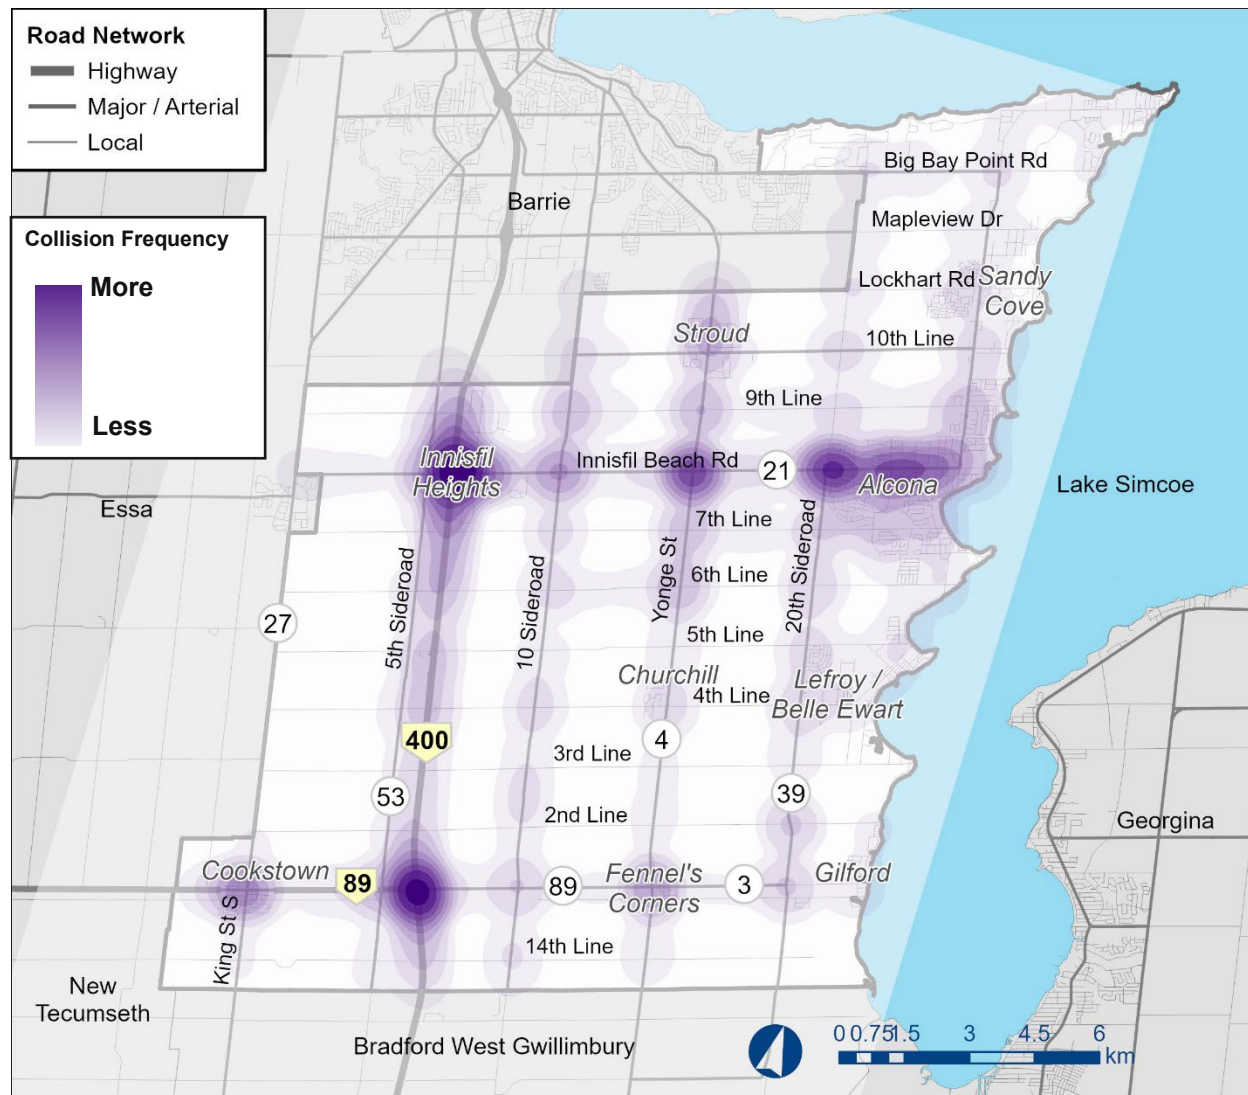 Road Network
Highway
Major / Arterial
Local
Collision Frequency
More
Less
Barrie
Big Bay Point Rd
Mapleview Dr
Lockhart Rd
Sandy
Cove
Stroud
10th Line
9th Line
Innisfil
Heights
Innisfil Beach Rd
21
Alcona
Lake Simcoe
Essa
7th Line
6th Line
5th Line
27
5th Sideroad
10 Sideroad
Yonge St
20th Sideroad
Churchill
4th Line
Lefroy /
Belle Ewart
400
4
3rd Line
53
39
2nd Line
Georgina
Cookstown
89
89
Fennel's
Corners
3
Gilford
King St S
14th Line
New
Tecumseth
Bradford West Gwillimbury
0 0.75 1.5 3 4.5 6
km